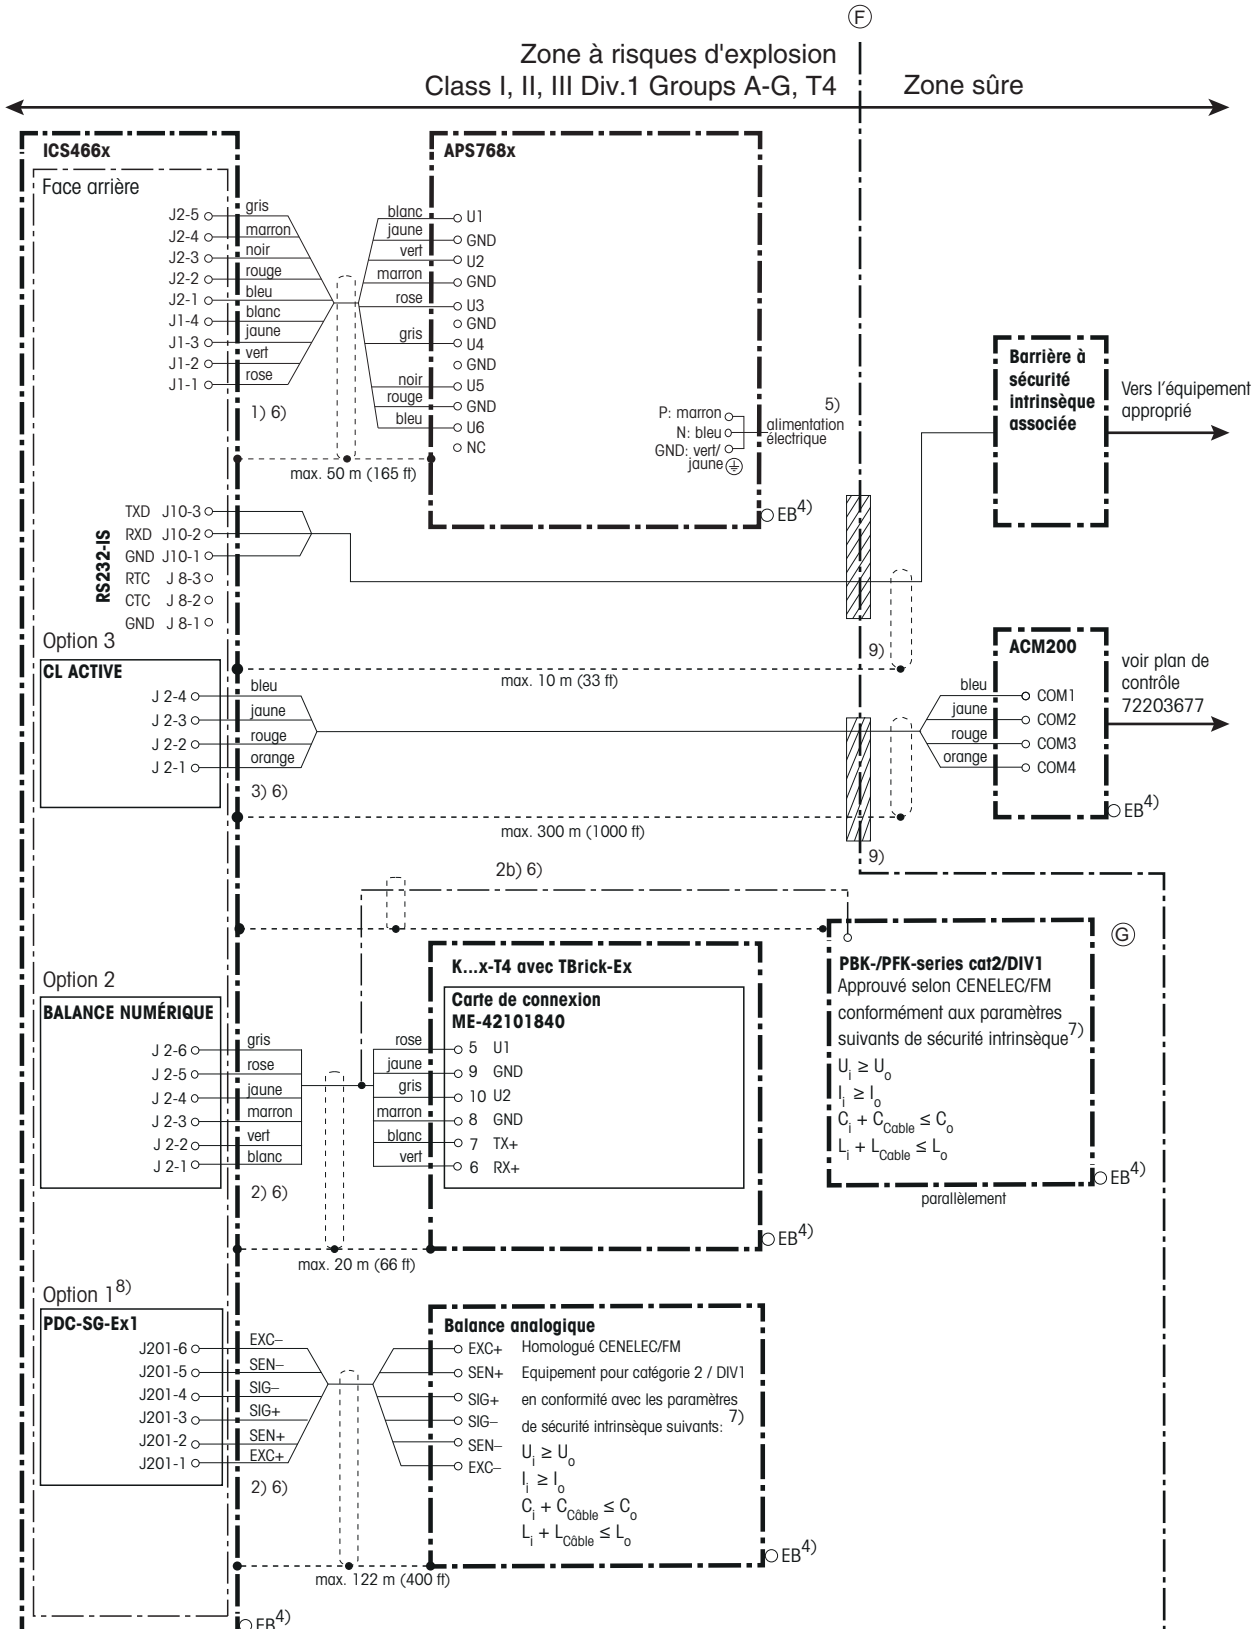 F
Zone à risques d'explosion
Class I, II, III Div.1 Groups A-G, T4
Zone sûre
ICS466x
Face arrière
J2-5 gris
J2-4 marron
J2-3 noir
J2-2 rouge
J2-1 bleu
J1-4 blanc
J1-3 jaune
J1-2 vert
J1-1 rose
1) 6)
max. 50 m (165 ft)
APS768x
blanc U1
jaune GND
vert U2
marron GND
rose U3
GND
gris U4
GND
noir U5
rouge GND
bleu U6
NC
P: marron
N: bleu
GND: vert/
jaune
5)
alimentation
électrique
EB4)
Barrière à
sécurité
intrinsèque
associée
Vers l'équipement
approprié
RS232-IS
TXD J10-3
RXD J10-2
GND J10-1
RTC J 8-3
CTC J 8-2
GND J 8-1
9)
max. 10 m (33 ft)
Option 3
CL ACTIVE
J 2-4 bleu
J 2-3 jaune
J 2-2 rouge
J 2-1 orange
3) 6)
max. 300 m (1000 ft)
9)
ACM200
bleu COM1
jaune COM2
rouge COM3
orange COM4
voir plan de
contrôle
72203677
EB4)
2b) 6)
Option 2
BALANCE NUMÉRIQUE
J 2-6 gris
J 2-5 rose
J 2-4 jaune
J 2-3 marron
J 2-2 vert
J 2-1 blanc
2) 6)
max. 20 m (66 ft)
K...x-T4 avec TBrick-Ex
Carte de connexion
ME-42101840
rose 5 U1
jaune 9 GND
gris 10 U2
marron 8 GND
blanc 7 TX+
vert 6 RX+
EB4)
G
PBK-/PFK-series cat2/DIV1
Approuvé selon CENELEC/FM
conformément aux paramètres
suivants de sécurité intrinsèque7)
Ui ≥ Uo
Ii ≥ Io
Ci + CCable ≤ Co
Li + LCable ≤ Lo
parallèlement
EB4)
Option 18)
PDC-SG-Ex1
J201-6 EXC–
J201-5 SEN–
J201-4 SIG–
J201-3 SIG+
J201-2 SEN+
J201-1 EXC+
2) 6)
max. 122 m (400 ft)
Balance analogique
EXC+ Homologué CENELEC/FM
SEN+ Equipement pour catégorie 2 / DIV1
SIG+ en conformité avec les paramètres
SIG– de sécurité intrinsèque suivants: 7)
SEN–
EXC–
Ui ≥ Uo
Ii ≥ Io
Ci + CCâble ≤ Co
Li + LCâble ≤ Lo
EB4)
EB4)